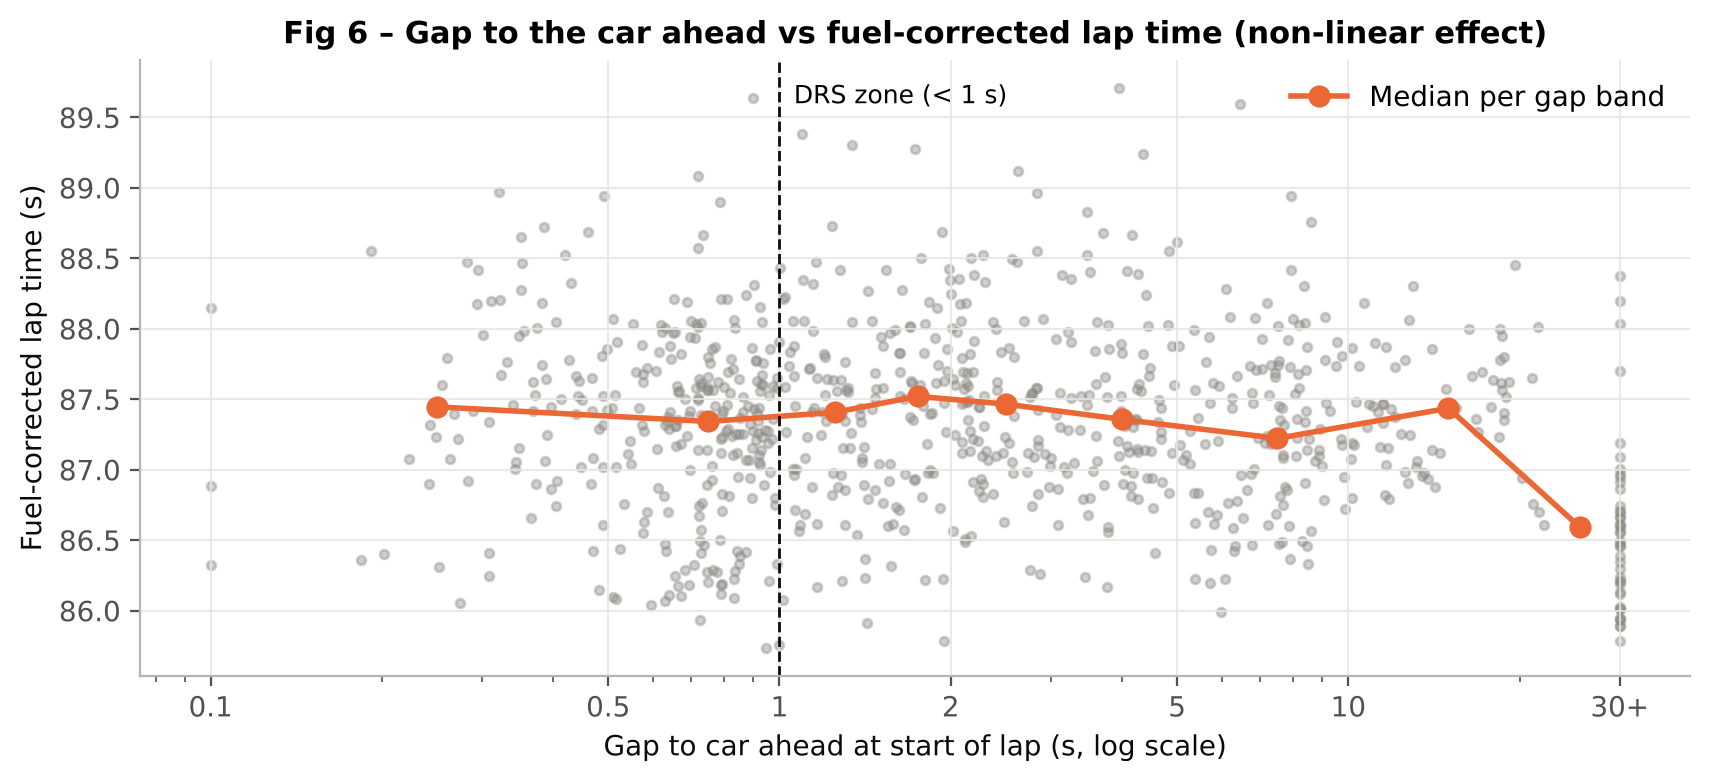 Fig 6 – Gap to the car ahead vs fuel-corrected lap time (non-linear effect)
DRS zone (< 1 s)
Median per gap band
Fuel-corrected lap time (s)
89.5
89.0
88.5
88.0
87.5
87.0
86.5
86.0
0.1 0.5 1 2 5 10 30+
Gap to car ahead at start of lap (s, log scale)